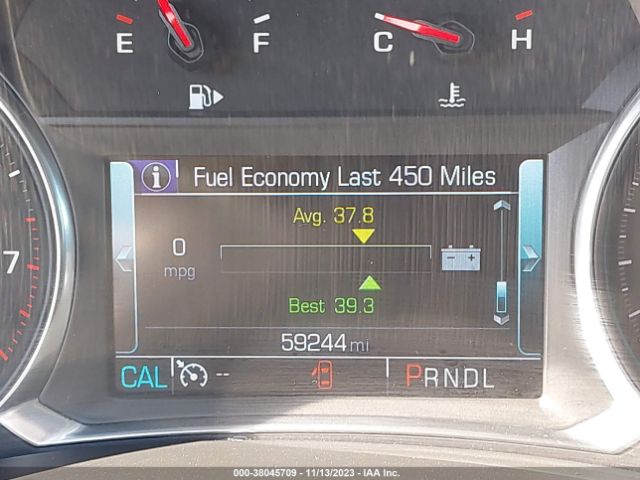 E F C H
7
i Fuel Economy Last 450 Miles
Avg. 37.8
0
mpg
- +
Best 39.3
59244 mi
CAL -- PRNDL
000-38045709 - 11/13/2023 - IAA Inc.